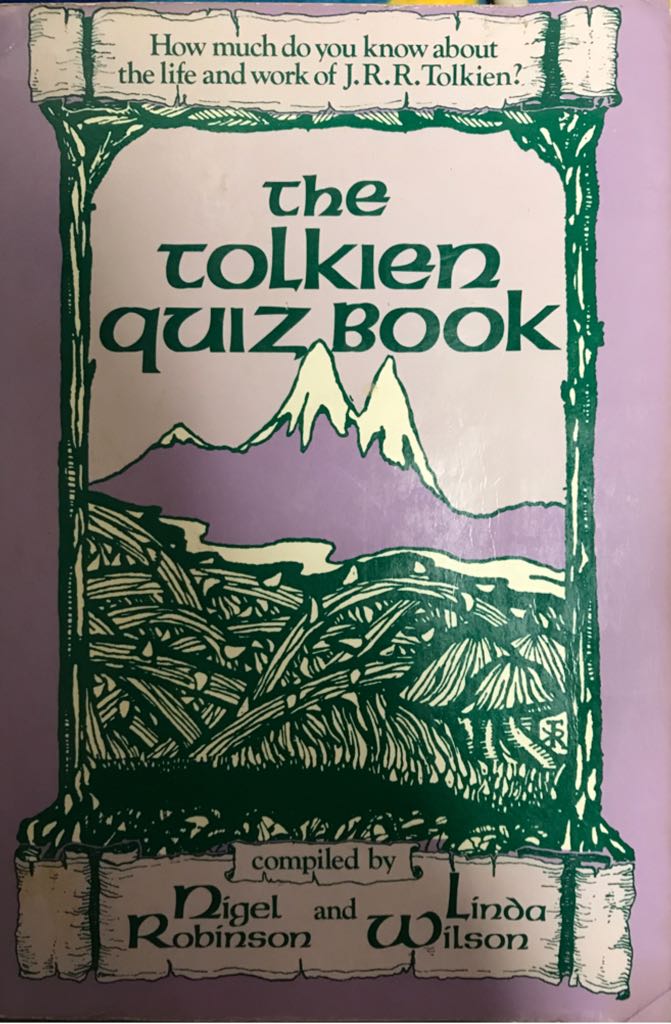 How much do you know about
the life and work of J.R.R. Tolkien?
the
tolkien
quiz book
compiled by
Nigel and Linda
Robinson Wilson